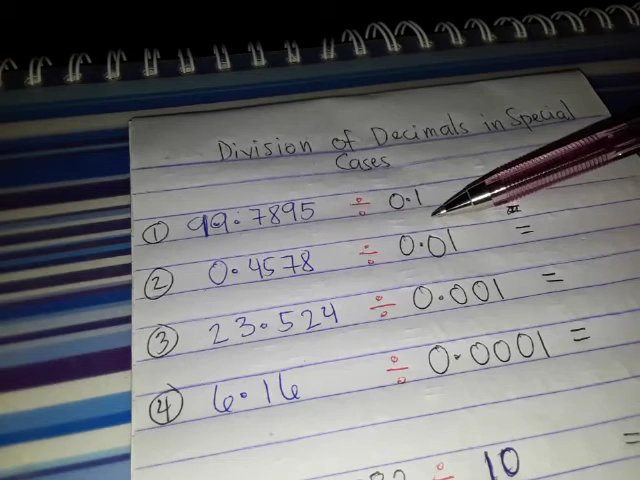 Division of Decimals in Special
Cases
① 99.7895 ÷ 0.1 =
② 0.4578 ÷ 0.01 =
③ 23.524 ÷ 0.001 =
④ 6.16 ÷ 0.0001 =
÷ 10 =